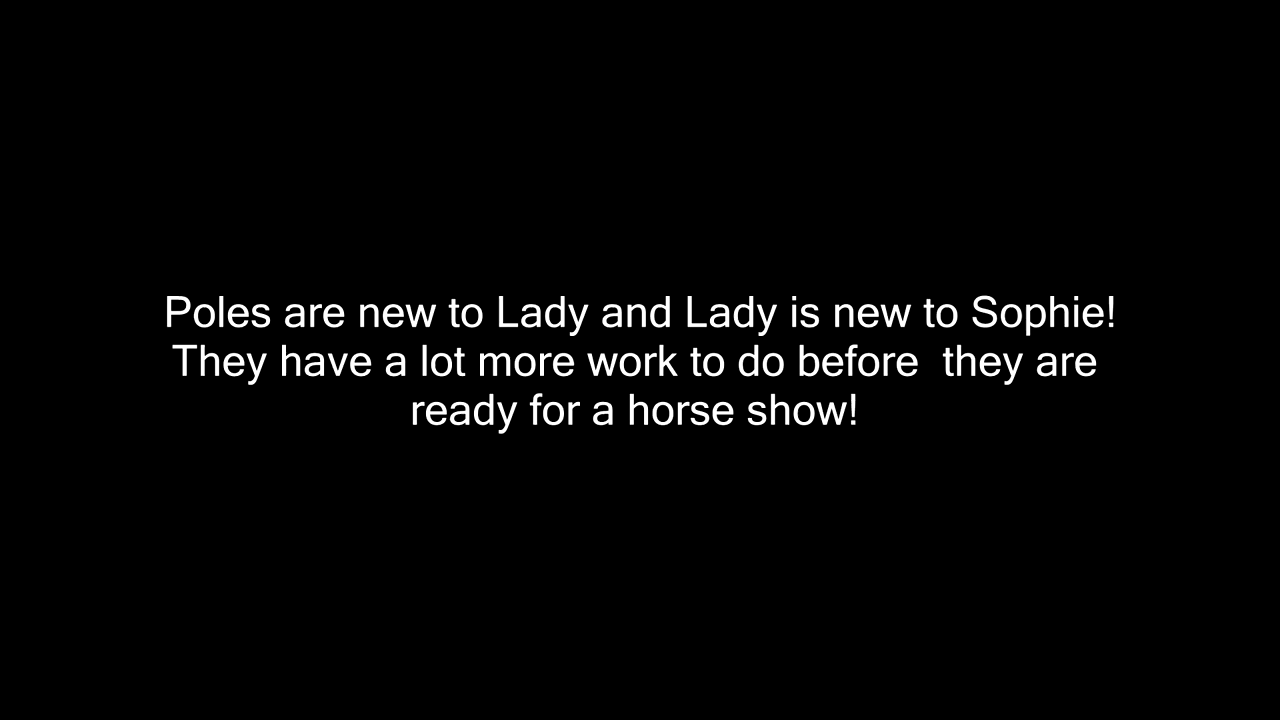 Poles are new to Lady and Lady is new to Sophie!
They have a lot more work to do before  they are
ready for a horse show!